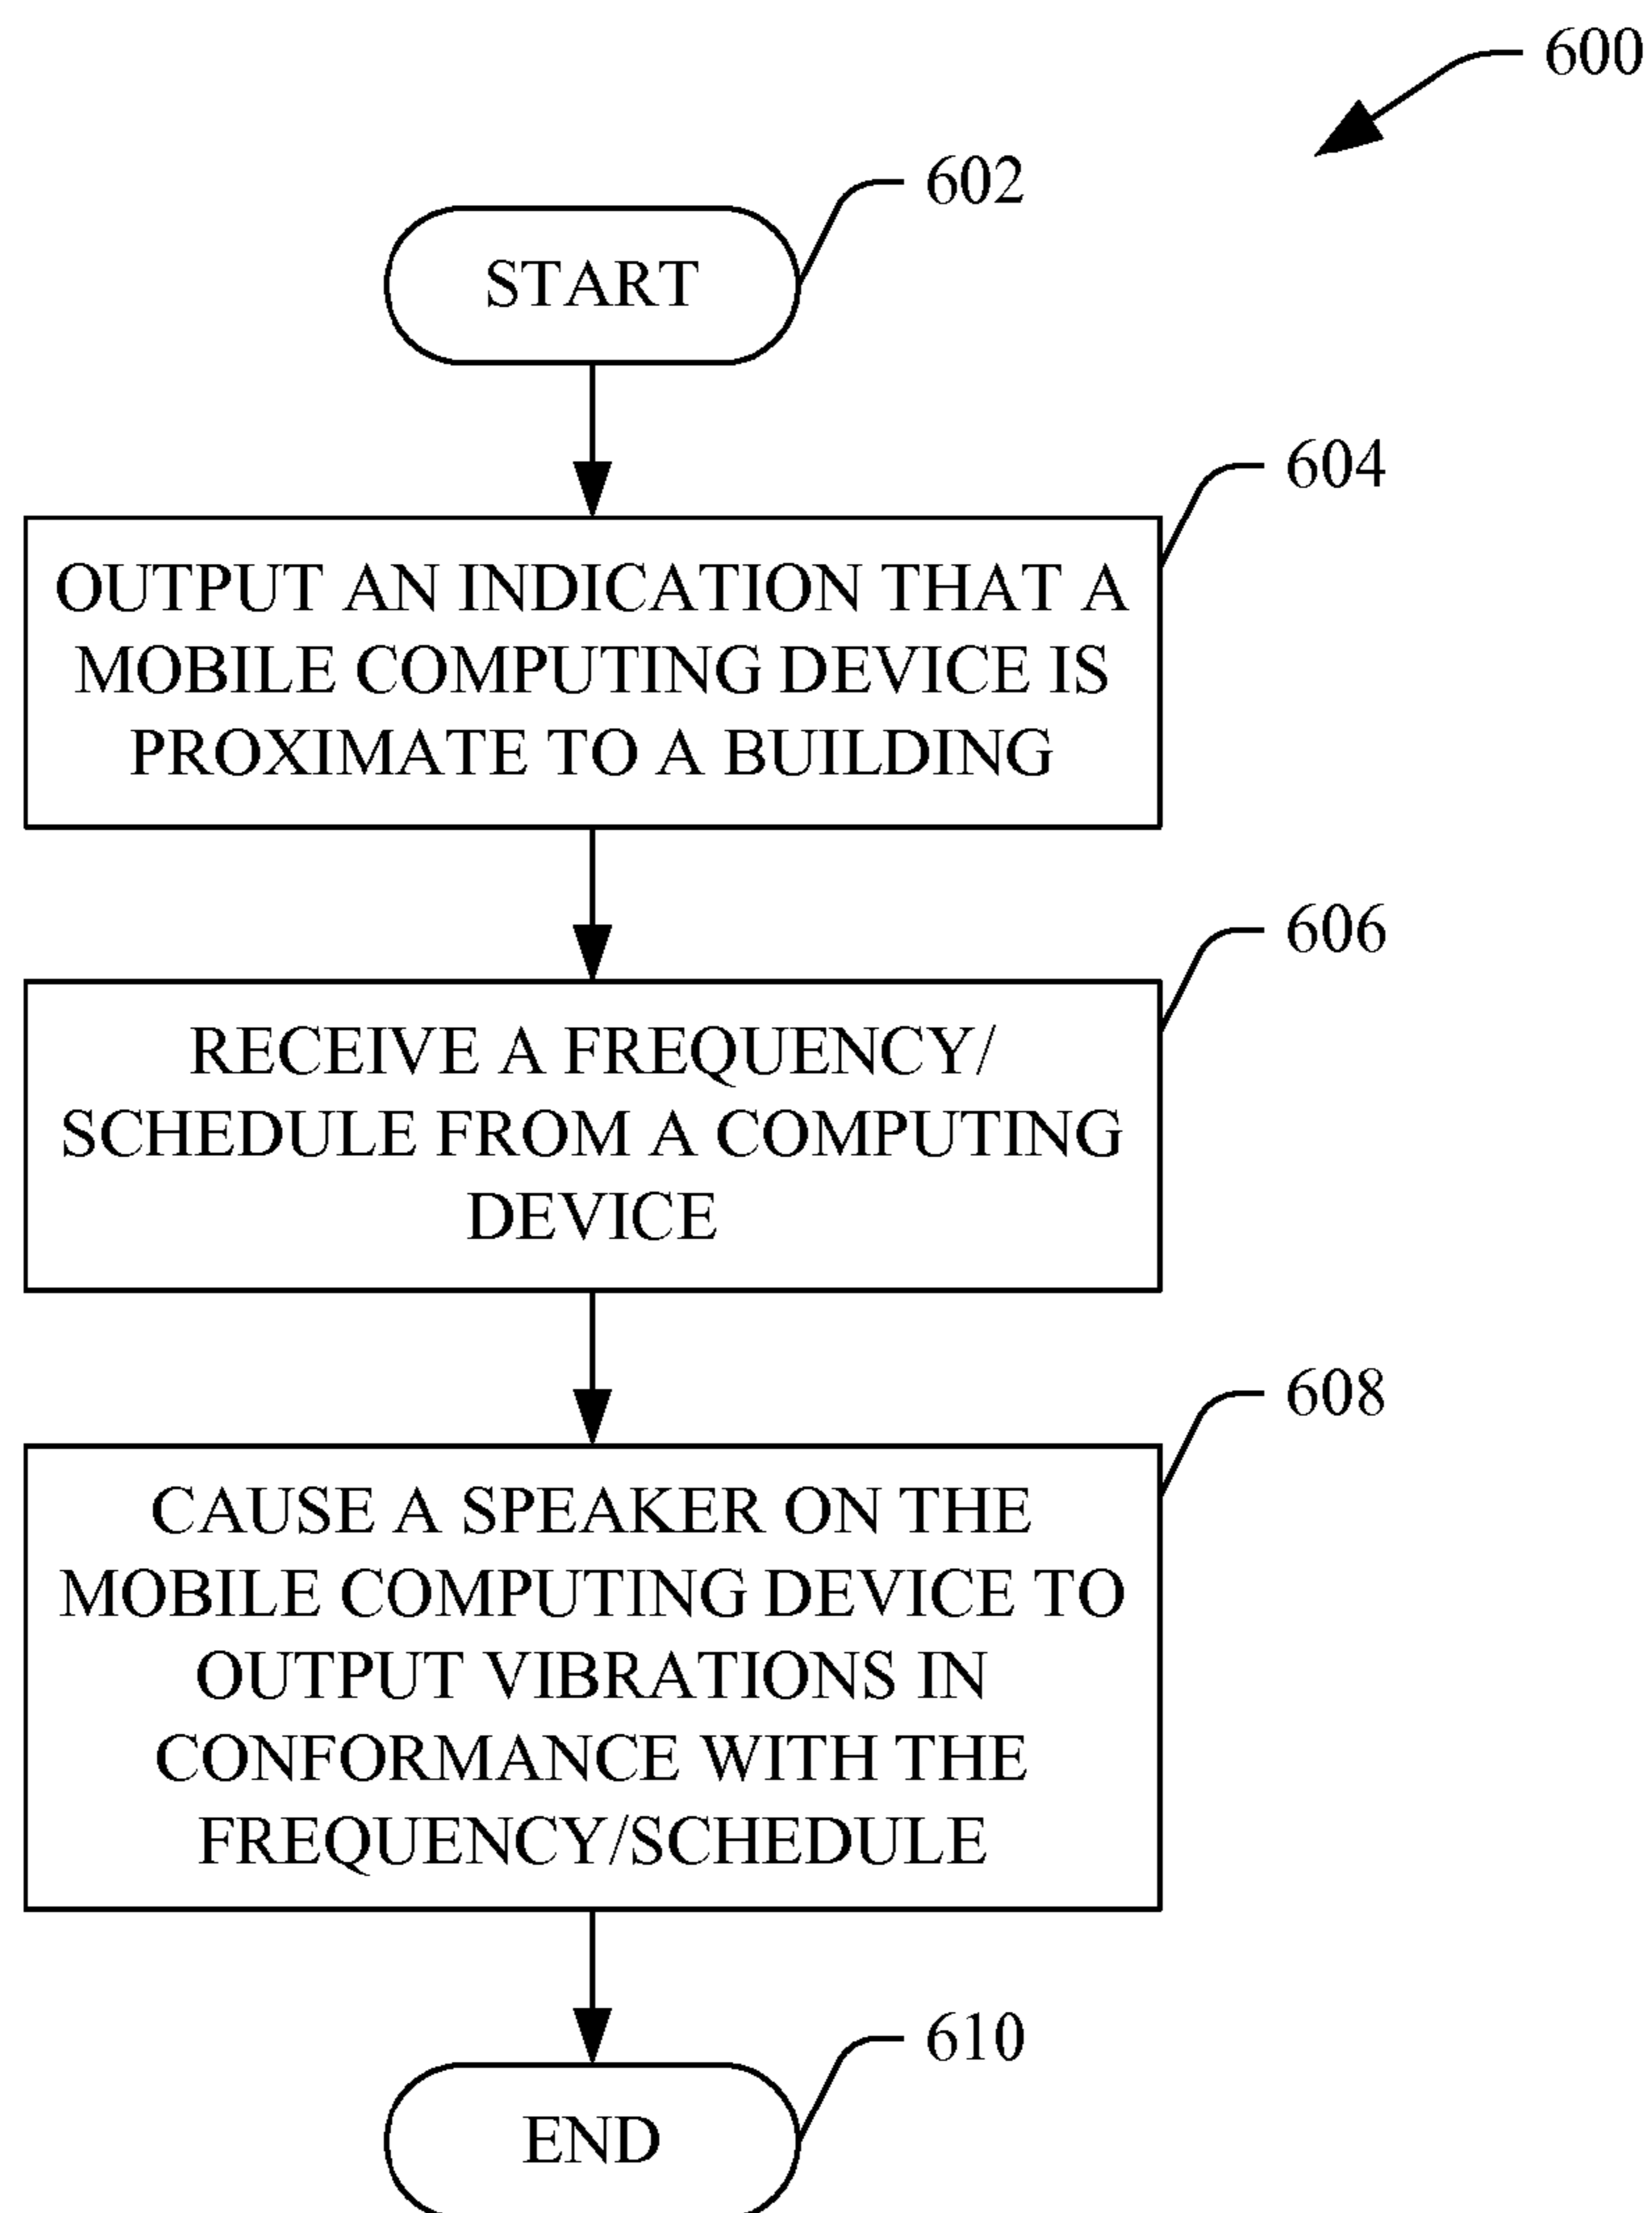 600
602
START
604
OUTPUT AN INDICATION THAT A
MOBILE COMPUTING DEVICE IS
PROXIMATE TO A BUILDING
606
RECEIVE A FREQUENCY/
SCHEDULE FROM A COMPUTING
DEVICE
608
CAUSE A SPEAKER ON THE
MOBILE COMPUTING DEVICE TO
OUTPUT VIBRATIONS IN
CONFORMANCE WITH THE
FREQUENCY/SCHEDULE
610
END